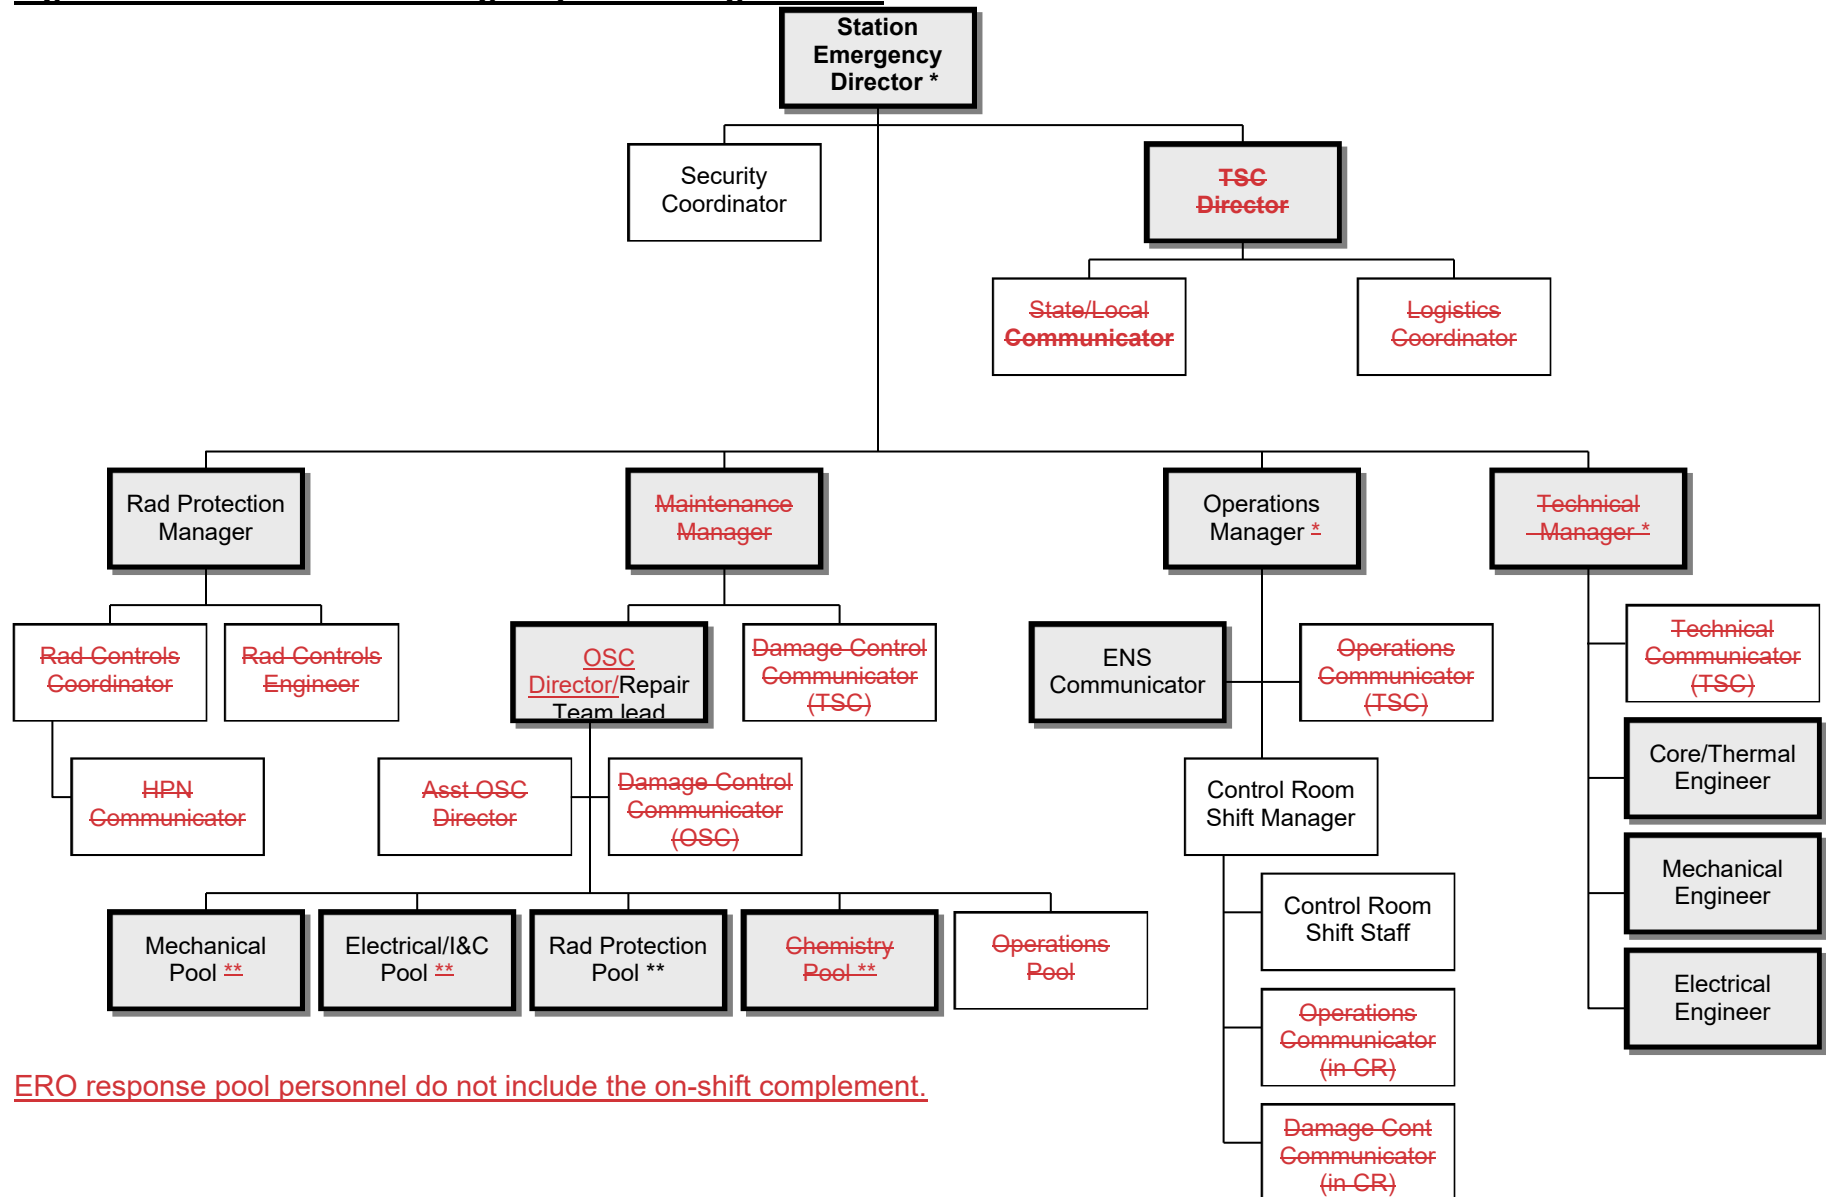 Station
Emergency
Director *
Security
Coordinator
TSC
Director
State/Local
Communicator
Logistics
Coordinator
Rad Protection
Manager
Maintenance
Manager
Operations
Manager *
Technical
Manager *
Rad Controls
Coordinator
Rad Controls
Engineer
OSC
Director/Repair
Team lead
Damage Control
Communicator
(TSC)
ENS
Communicator
Operations
Communicator
(TSC)
Technical
Communicator
(TSC)
HPN
Communicator
Asst OSC
Director
Damage Control
Communicator
(OSC)
Control Room
Shift Manager
Core/Thermal
Engineer
Mechanical
Engineer
Control Room
Shift Staff
Mechanical
Pool **
Electrical/I&C
Pool **
Rad Protection
Pool **
Chemistry
Pool **
Operations
Pool
Electrical
Engineer
Operations
Communicator
(in CR)
ERO response pool personnel do not include the on-shift complement.
Damage Cont
Communicator
(in CR)